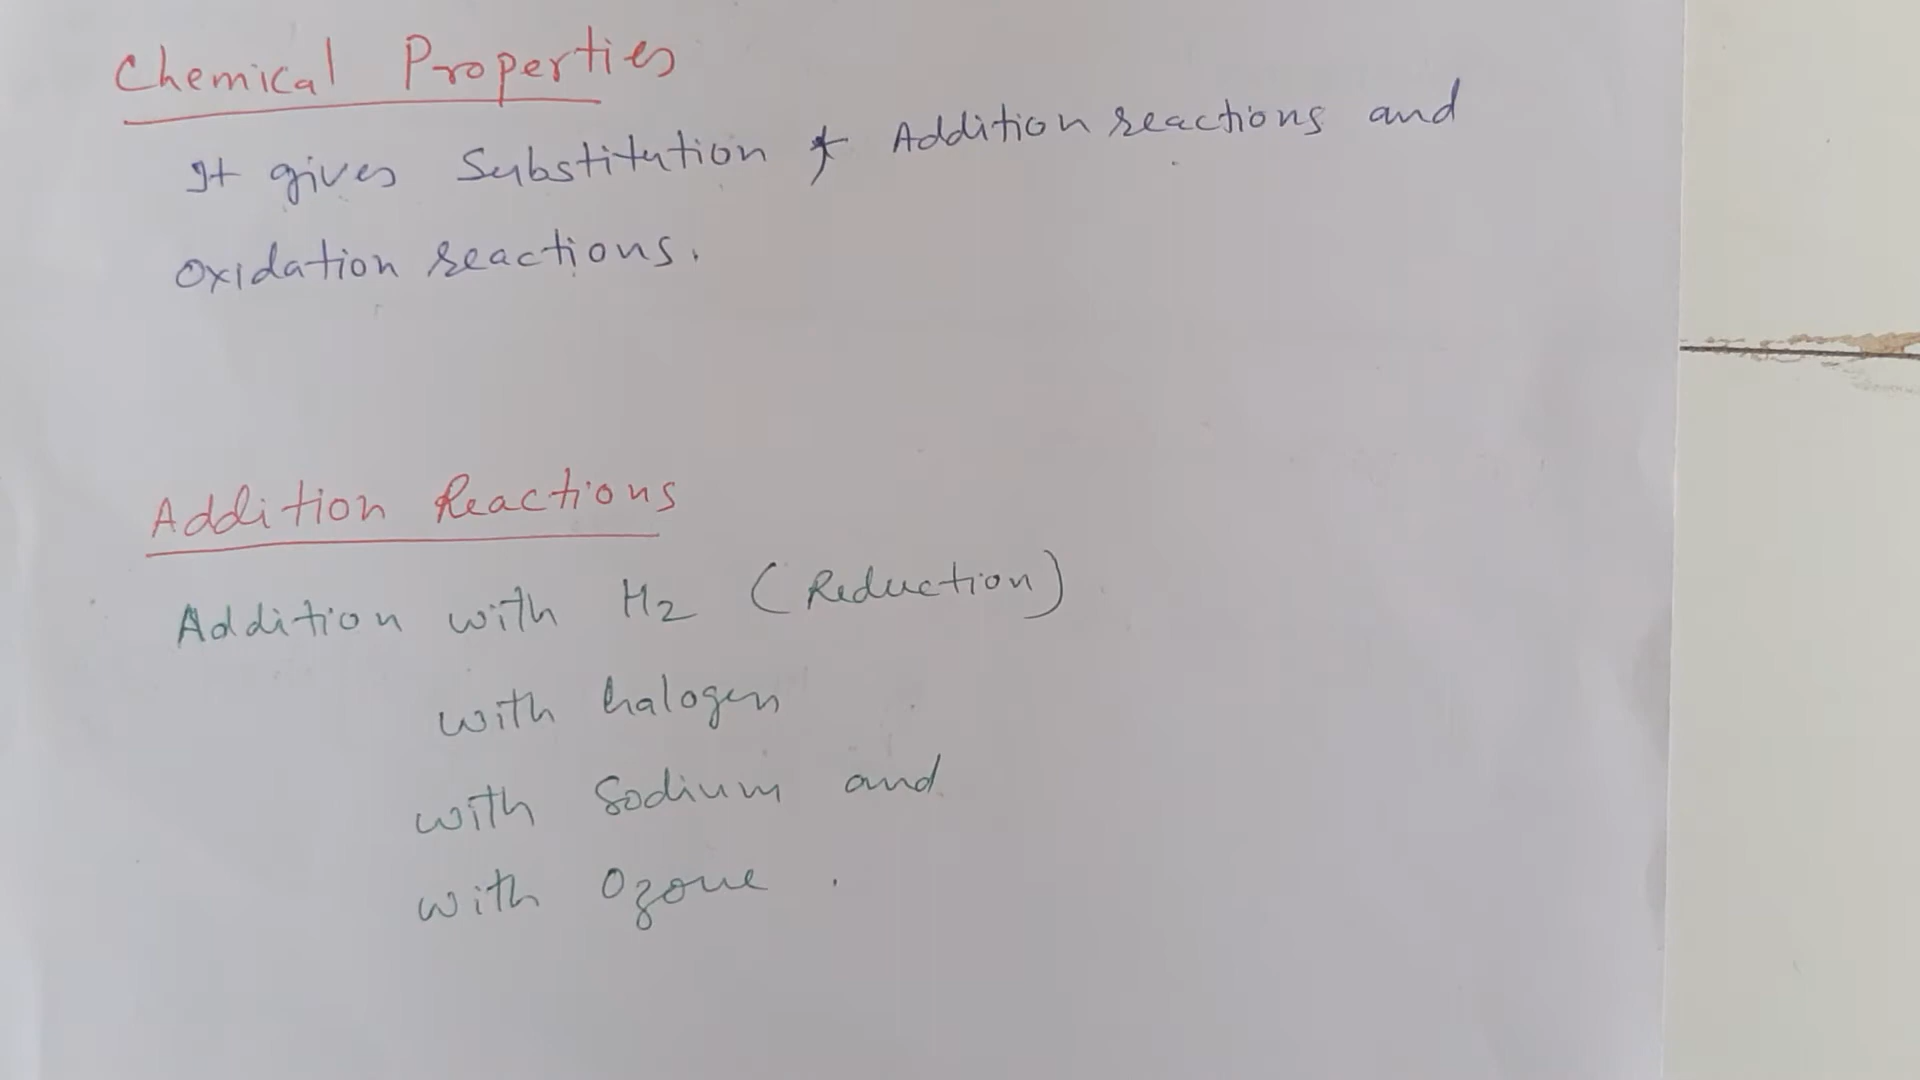 Chemical Properties
It gives Substitution & Addition reactions and
oxidation reactions.
Addition Reactions
Addition with H2 (Reduction)
with halogen
with Sodium and
with Ozone.